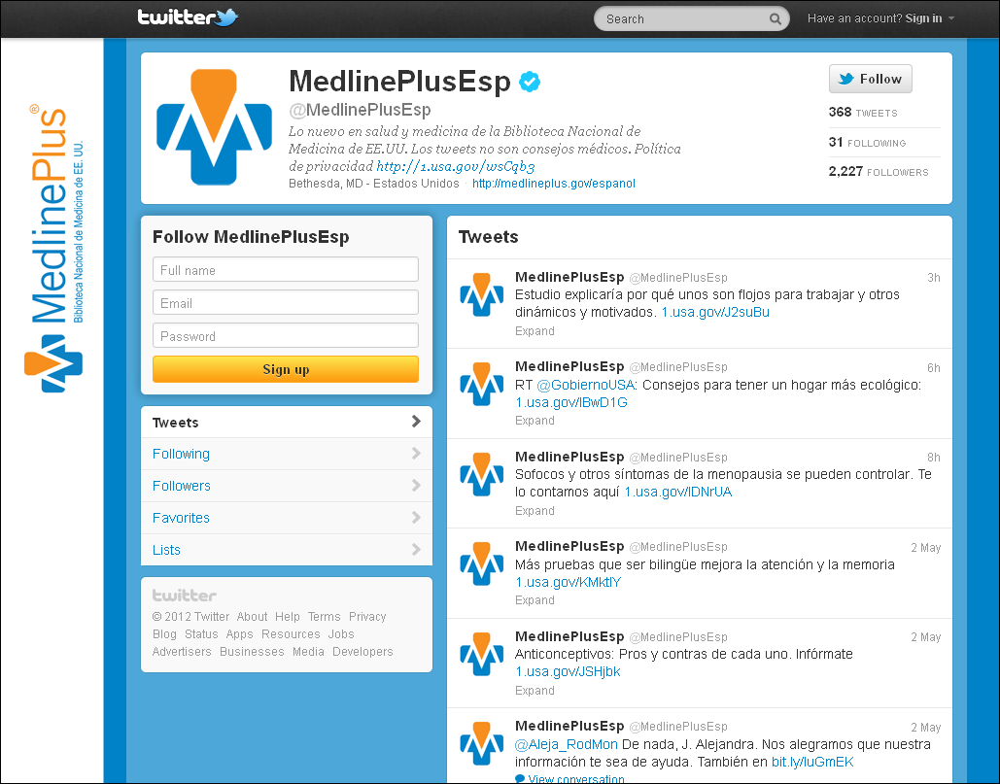 twitter
Search
Have an account? Sign in
MedlinePlus®
Biblioteca Nacional de Medicina de EE. UU.
MedlinePlusEsp
@MedlinePlusEsp
Lo nuevo en salud y medicina de la Biblioteca Nacional de
Medicina de EE.UU. Los tweets no son consejos médicos. Política
de privacidad http://1.usa.gov/wsCqb3
Bethesda, MD - Estados Unidos · http://medlineplus.gov/espanol
Follow
368 TWEETS
31 FOLLOWING
2,227 FOLLOWERS
Follow MedlinePlusEsp
Full name
Email
Password
Sign up
Tweets
Following
Followers
Favorites
Lists
twitter
© 2012 Twitter About Help Terms Privacy
Blog Status Apps Resources Jobs
Advertisers Businesses Media Developers
Tweets
MedlinePlusEsp @MedlinePlusEsp 3h
Estudio explicaría por qué unos son flojos para trabajar y otros
dinámicos y motivados. 1.usa.gov/J2suBu
Expand
MedlinePlusEsp @MedlinePlusEsp 6h
RT @GobiernoUSA: Consejos para tener un hogar más ecológico:
1.usa.gov/IBwD1G
Expand
MedlinePlusEsp @MedlinePlusEsp 8h
Sofocos y otros síntomas de la menopausia se pueden controlar. Te
lo contamos aquí 1.usa.gov/IDNrUA
Expand
MedlinePlusEsp @MedlinePlusEsp 2 May
Más pruebas que ser bilingüe mejora la atención y la memoria
1.usa.gov/KMktIY
Expand
MedlinePlusEsp @MedlinePlusEsp 2 May
Anticonceptivos: Pros y contras de cada uno. Infórmate
1.usa.gov/JSHjbk
Expand
MedlinePlusEsp @MedlinePlusEsp 2 May
@Aleja_RodMon De nada, J. Alejandra. Nos alegramos que nuestra
información te sea de ayuda. También en bit.ly/IuGmEK
View conversation